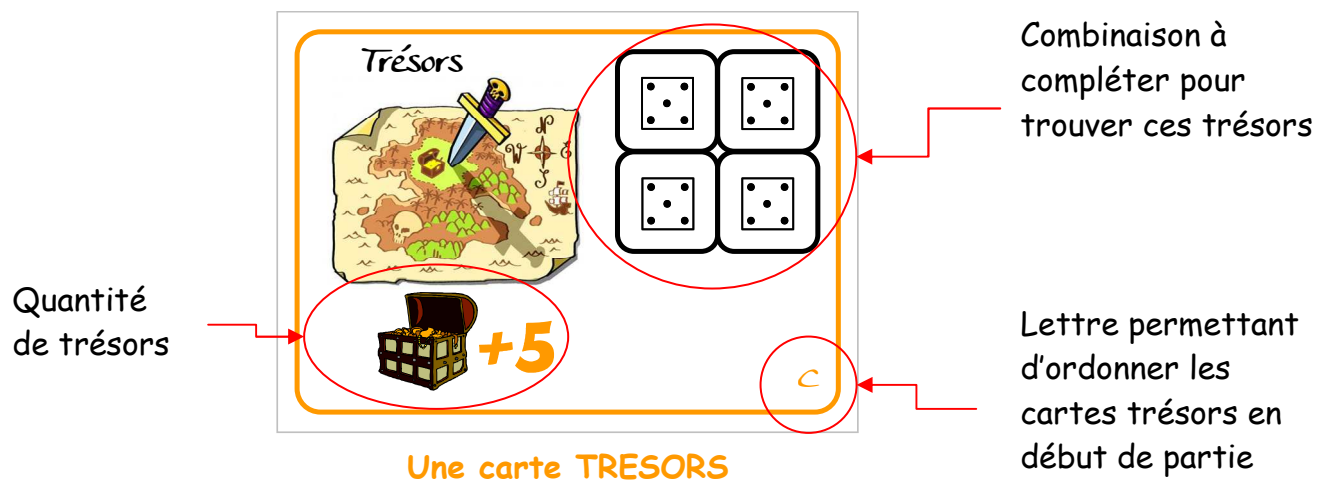 Trésors
N
W E
S
+5
C
Combinaison à
compléter pour
trouver ces trésors
Quantité
de trésors
Lettre permettant
d'ordonner les
cartes trésors en
début de partie
Une carte TRESORS